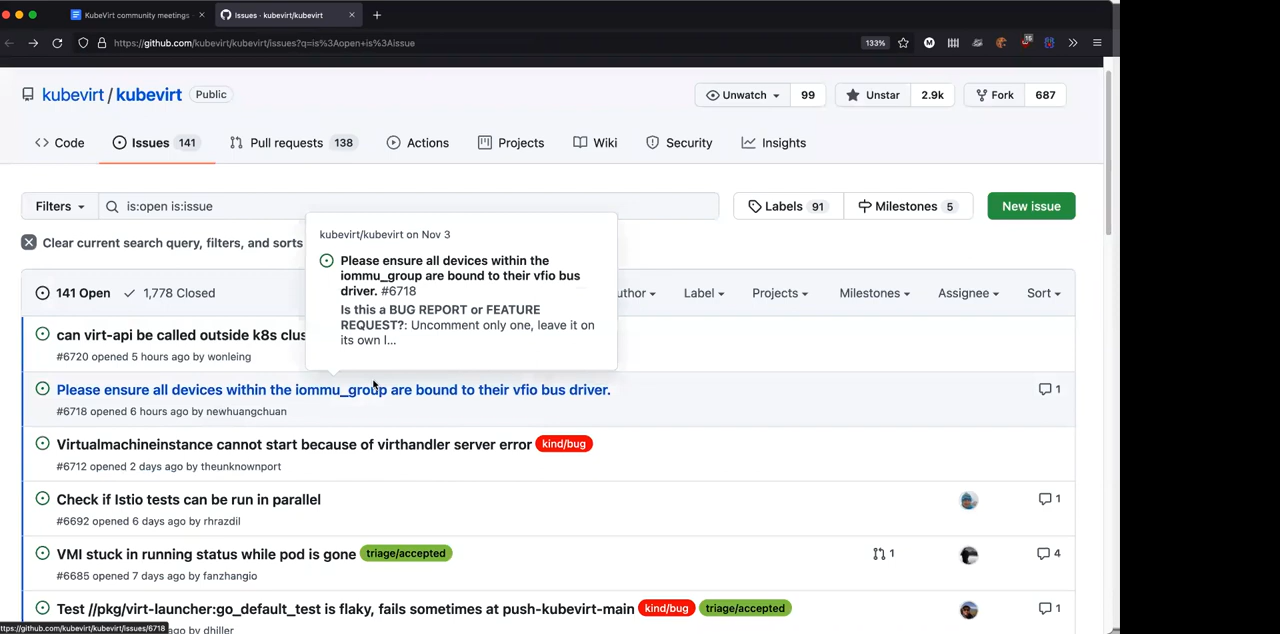 KubeVirt community meetings
Issues · kubevirt/kubevirt
https://github.com/kubevirt/kubevirt/issues?q=is%3Aopen+is%3Aissue
133%
15
kubevirt / kubevirt Public
Unwatch 99
Unstar 2.9k
Fork 687
Code
Issues 141
Pull requests 138
Actions
Projects
Wiki
Security
Insights
Filters
is:open is:issue
Labels 91
Milestones 5
New issue
Clear current search query, filters, and sorts
kubevirt/kubevirt on Nov 3
Please ensure all devices within the
iommu_group are bound to their vfio bus
driver. #6718
Is this a BUG REPORT or FEATURE
REQUEST?: Uncomment only one, leave it on
its own l...
141 Open
1,778 Closed
uthor
Label
Projects
Milestones
Assignee
Sort
can virt-api be called outside k8s clus
#6720 opened 5 hours ago by wonleing
Please ensure all devices within the iommu_group are bound to their vfio bus driver.
1
#6718 opened 6 hours ago by newhuangchuan
Virtualmachineinstance cannot start because of virthandler server error kind/bug
#6712 opened 2 days ago by theunknownport
Check if Istio tests can be run in parallel
1
#6692 opened 6 days ago by rhrazdil
VMI stuck in running status while pod is gone triage/accepted
1
4
#6685 opened 7 days ago by fanzhangio
Test //pkg/virt-launcher:go_default_test is flaky, fails sometimes at push-kubevirt-main kind/bug triage/accepted
1
ttps://github.com/kubevirt/kubevirt/issues/6718
ago by dhiller